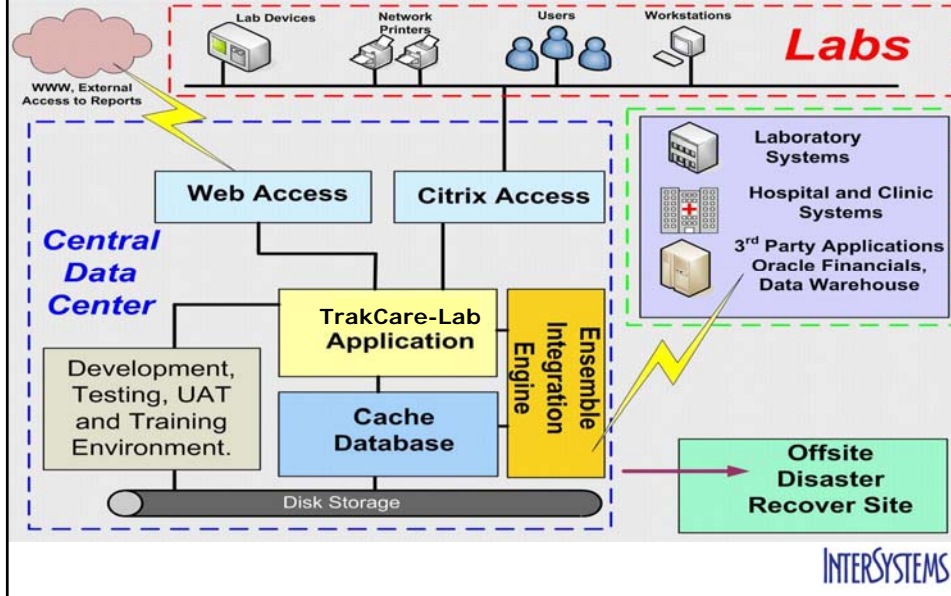 Lab Devices
Network
Printers
Users
Workstations
Labs
WWW, External
Access to Reports
Web Access
Citrix Access
Laboratory
Systems
Hospital and Clinic
Systems
3rd Party Applications
Oracle Financials,
Data Warehouse
Central
Data
Center
TrakCare-Lab
Application
Ensemble
Integration
Engine
Development,
Testing, UAT
and Training
Environment.
Cache
Database
Disk Storage
Offsite
Disaster
Recover Site
INTERSYSTEMS